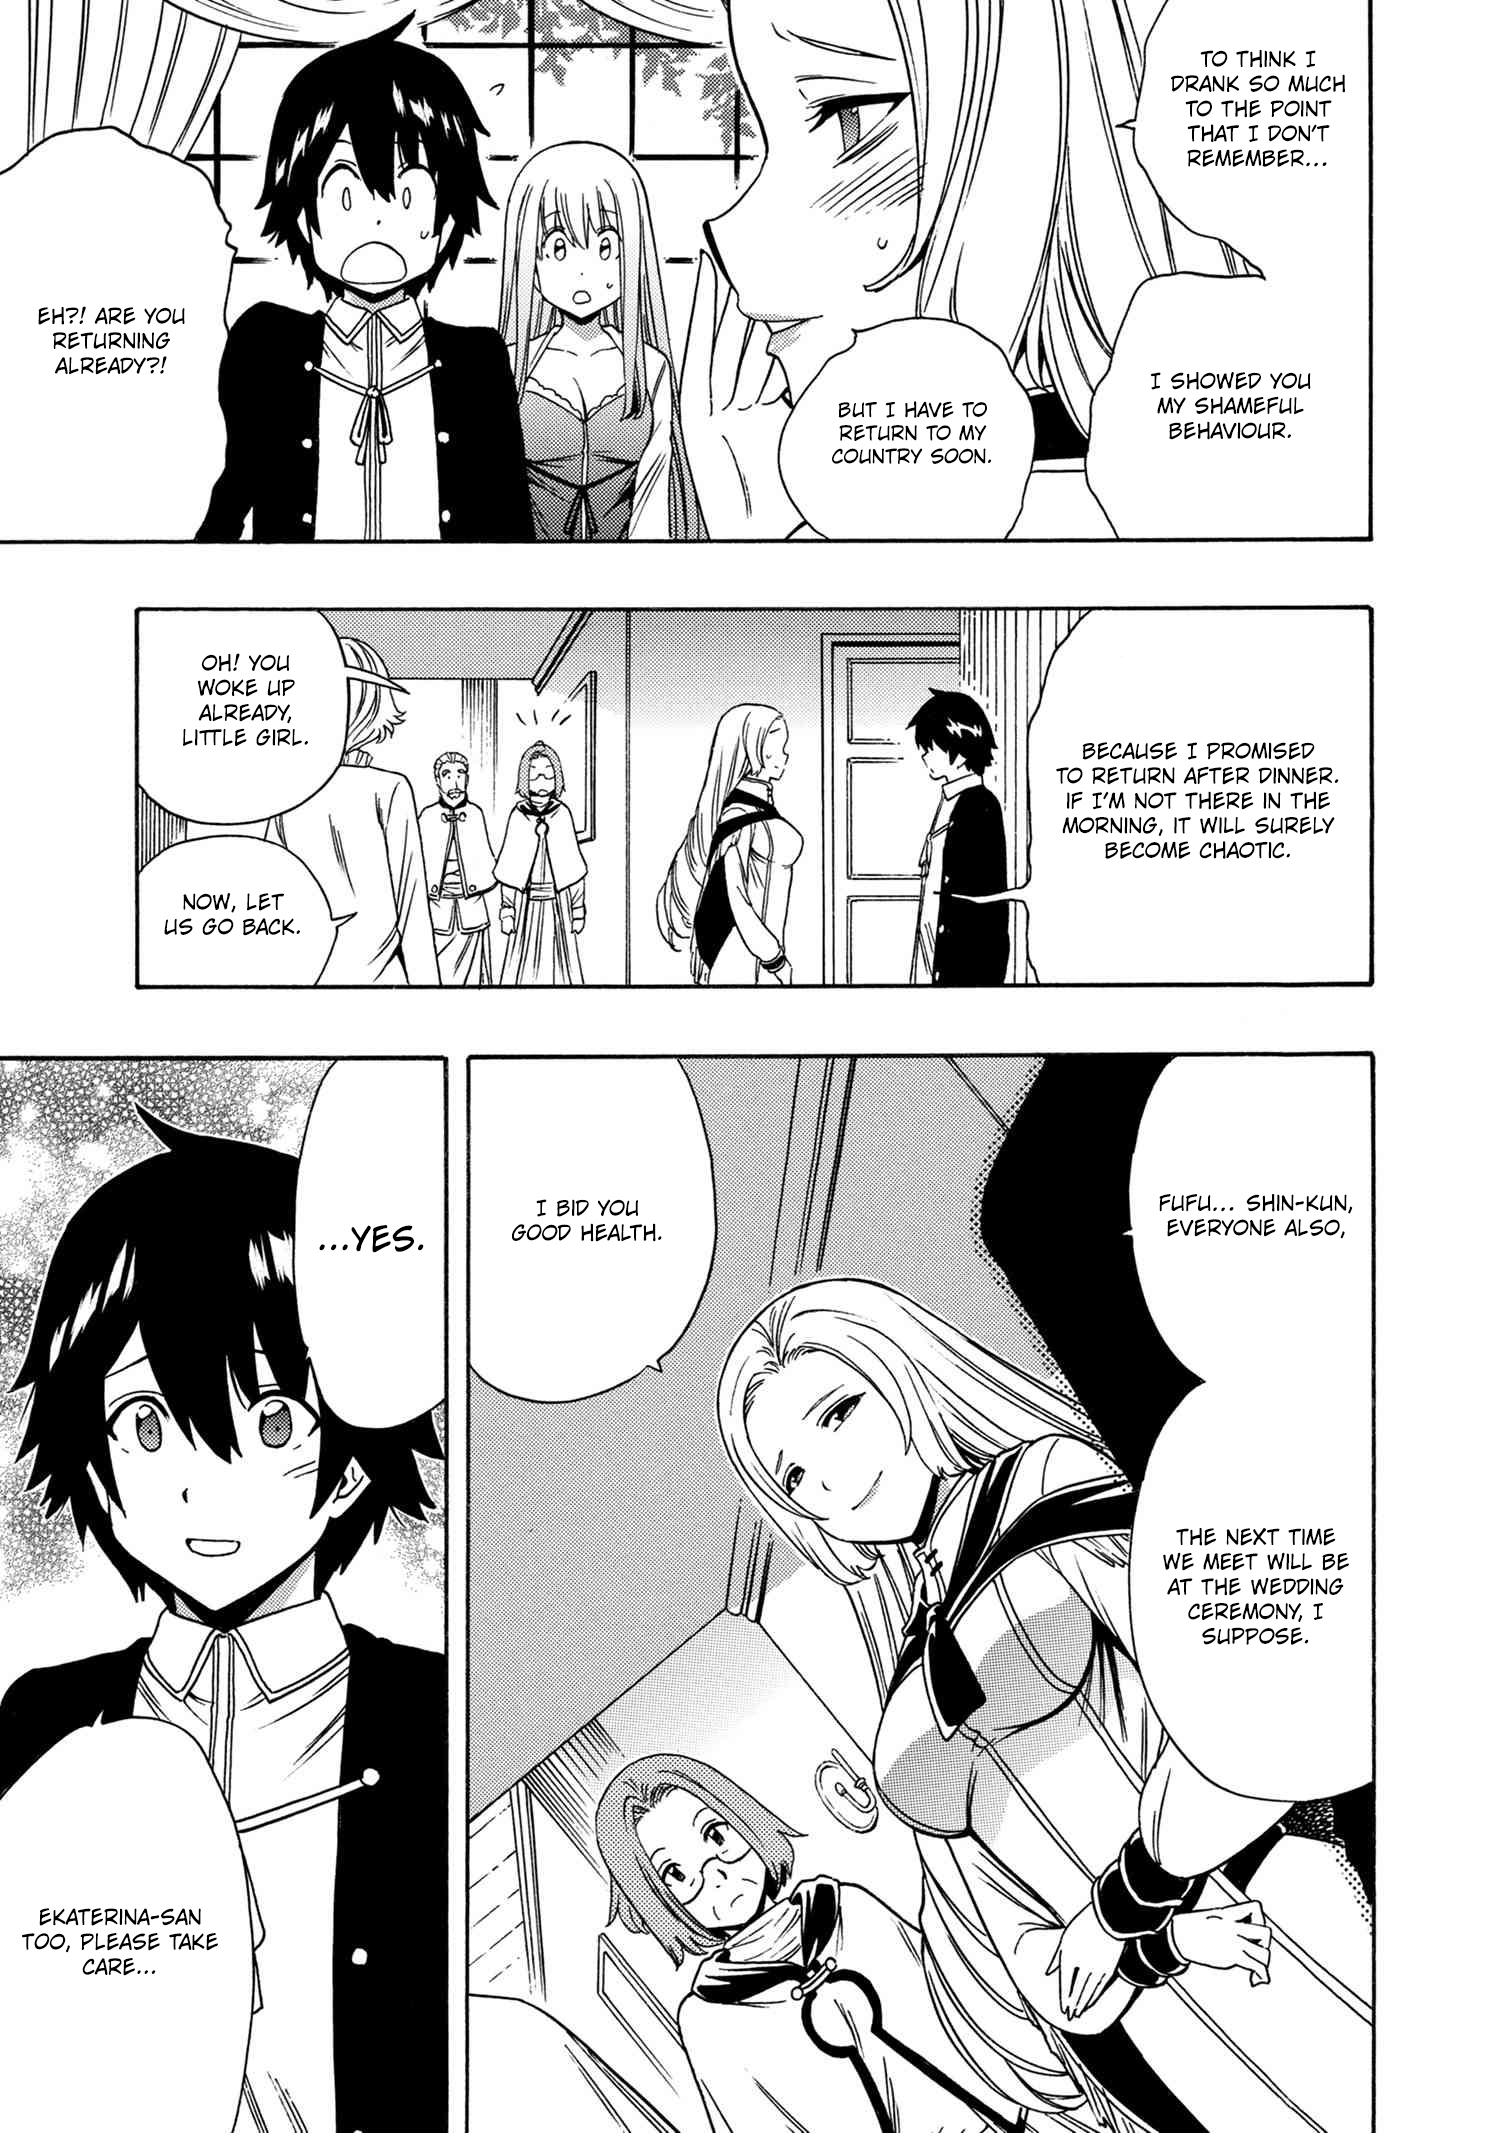 TO THINK I
DRANK SO MUCH
TO THE POINT
THAT I DON'T
REMEMBER...
I SHOWED YOU
MY SHAMEFUL
BEHAVIOUR.
BUT I HAVE TO
RETURN TO MY
COUNTRY SOON.
EH?! ARE YOU
RETURNING
ALREADY?!
BECAUSE I PROMISED
TO RETURN AFTER DINNER.
IF I'M NOT THERE IN THE
MORNING, IT WILL SURELY
BECOME CHAOTIC.
OH! YOU
WOKE UP
ALREADY,
LITTLE GIRL.
NOW, LET
US GO BACK.
FUFU... SHIN-KUN,
EVERYONE ALSO,
I BID YOU
GOOD HEALTH.
THE NEXT TIME
WE MEET WILL BE
AT THE WEDDING
CEREMONY, I
SUPPOSE.
...YES.
EKATERINA-SAN
TOO, PLEASE TAKE
CARE...